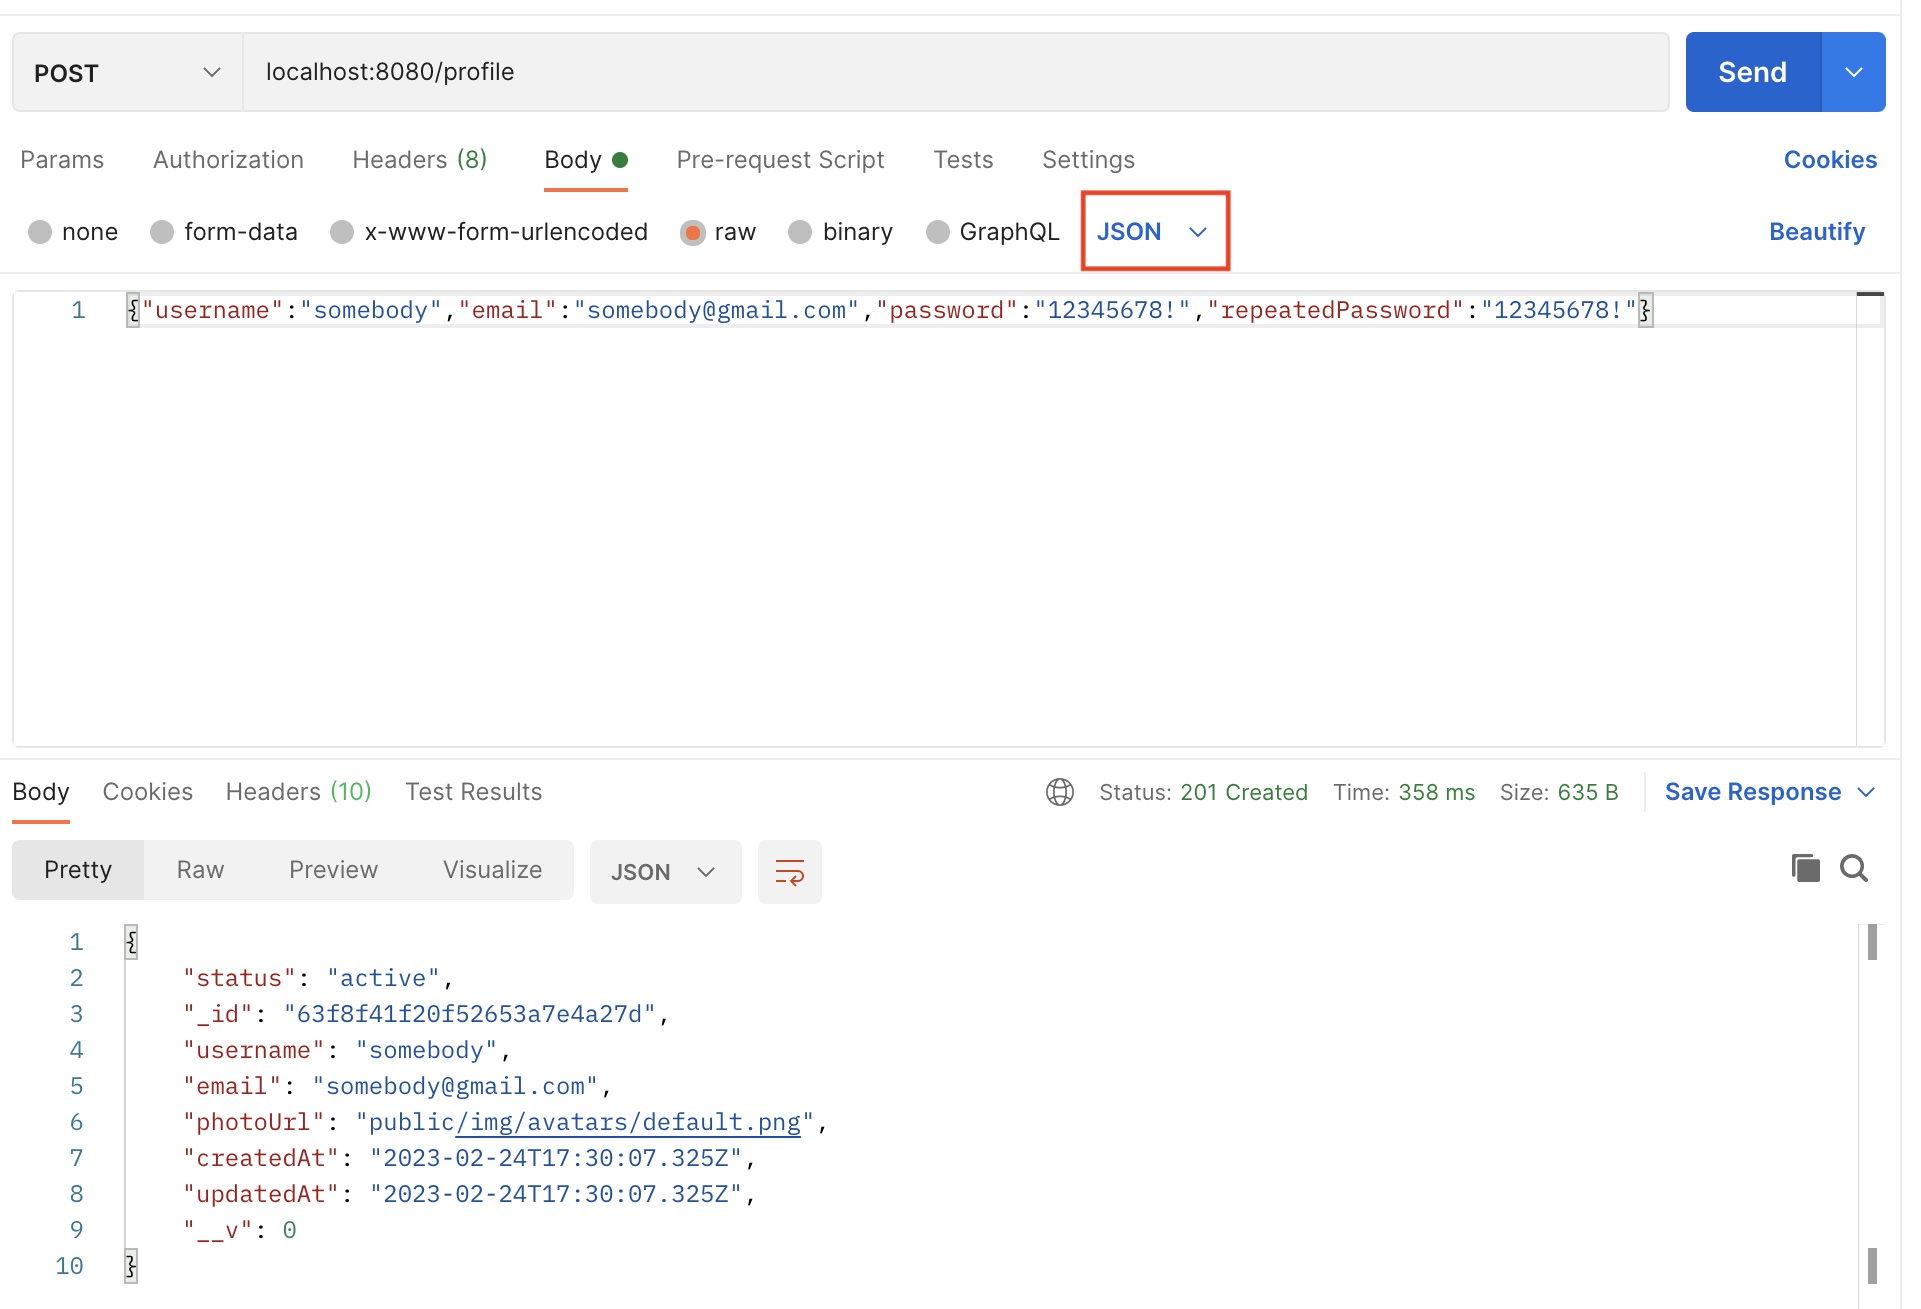 POST localhost:8080/profile Send
Params Authorization Headers (8) Body Pre-request Script Tests Settings Cookies
none form-data x-www-form-urlencoded raw binary GraphQL JSON Beautify
1 {"username":"somebody","email":"somebody@gmail.com","password":"12345678!","repeatedPassword":"12345678!"}
Body Cookies Headers (10) Test Results Status: 201 Created Time: 358 ms Size: 635 B Save Response
Pretty Raw Preview Visualize JSON
1 {
2 "status": "active",
3 "_id": "63f8f41f20f52653a7e4a27d",
4 "username": "somebody",
5 "email": "somebody@gmail.com",
6 "photoUrl": "public/img/avatars/default.png",
7 "createdAt": "2023-02-24T17:30:07.325Z",
8 "updatedAt": "2023-02-24T17:30:07.325Z",
9 "__v": 0
10 }